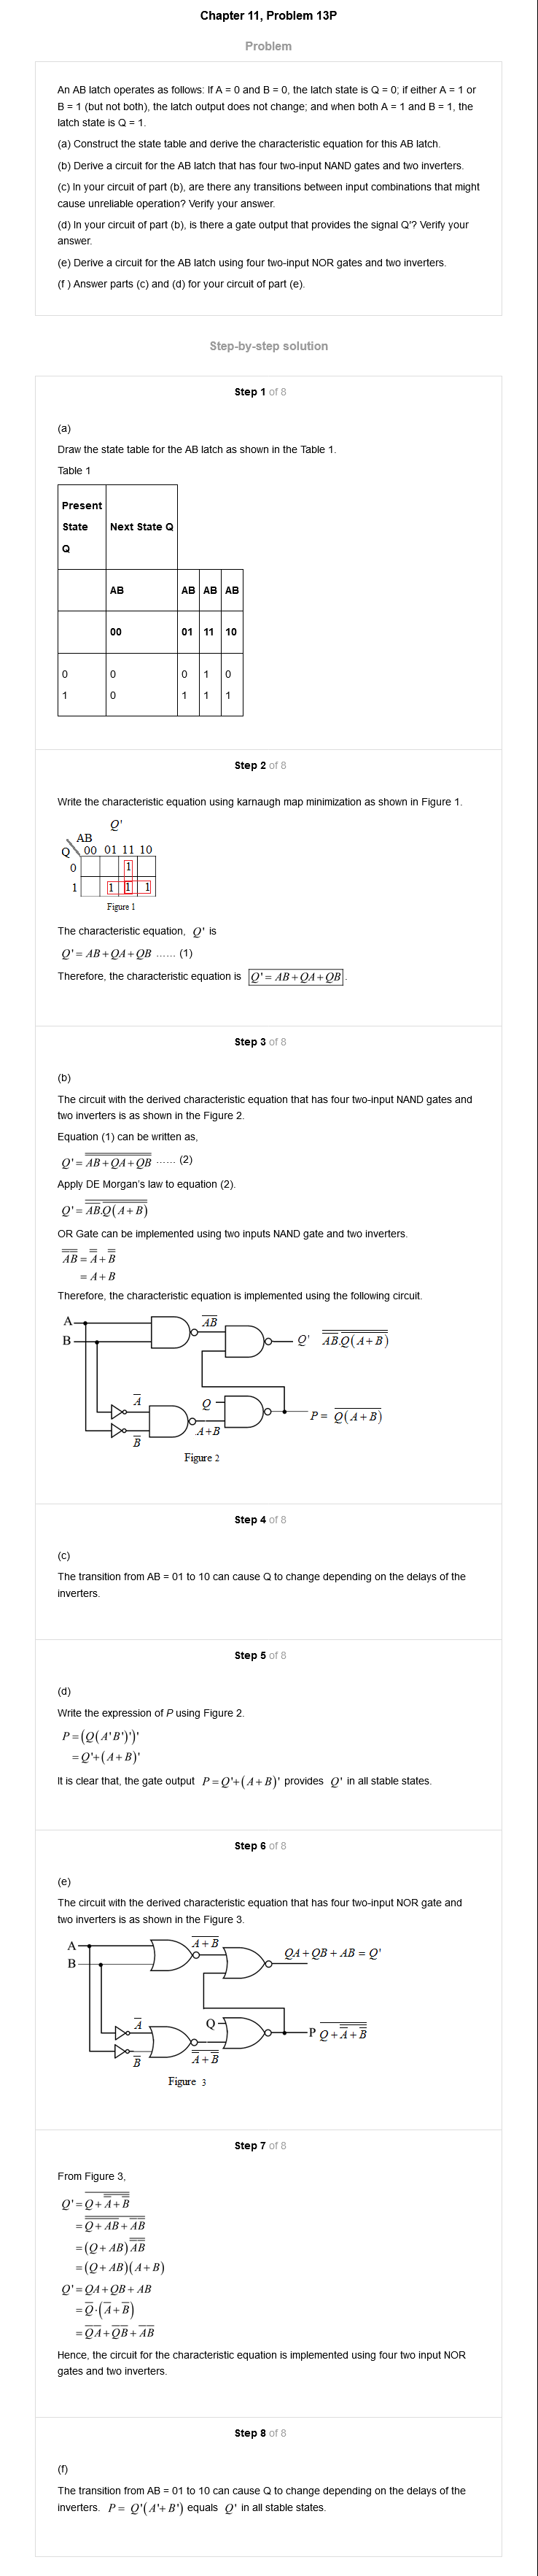 Chapter 11, Problem 13P
Problem
An AB latch operates as follows: If A = 0 and B = 0, the latch state is Q = 0; if either A = 1 or
B = 1 (but not both), the latch output does not change; and when both A = 1 and B = 1, the
latch state is Q = 1.
(a) Construct the state table and derive the characteristic equation for this AB latch.
(b) Derive a circuit for the AB latch that has four two-input NAND gates and two inverters.
(c) In your circuit of part (b), are there any transitions between input combinations that might
cause unreliable operation? Verify your answer.
(d) In your circuit of part (b), is there a gate output that provides the signal Q'? Verify your
answer.
(e) Derive a circuit for the AB latch using four two-input NOR gates and two inverters.
(f ) Answer parts (c) and (d) for your circuit of part (e).
Step-by-step solution
Step 1 of 8
(a)
Draw the state table for the AB latch as shown in the Table 1.
Table 1
Present
State Next State Q
Q
AB AB AB AB
00 01 11 10
0 0 0 1 0
1 0 1 1 1
Step 2 of 8
Write the characteristic equation using karnaugh map minimization as shown in Figure 1.
Q'
AB
Q 00 01 11 10
0 1
1 1 1 1
Figure 1
The characteristic equation, Q' is
Q' = AB + QA + QB ...... (1)
Therefore, the characteristic equation is Q' = AB + QA + QB.
Step 3 of 8
(b)
The circuit with the derived characteristic equation that has four two-input NAND gates and
two inverters is as shown in the Figure 2.
Equation (1) can be written as,
Q' = \overline{\overline{AB + QA + QB}} ...... (2)
Apply DE Morgan's law to equation (2).
Q' = \overline{\overline{AB}.\overline{Q(A+B)}}
OR Gate can be implemented using two inputs NAND gate and two inverters.
\overline{\overline{A}\overline{B}} = \overline{\overline{A}} + \overline{\overline{B}}
= A + B
Therefore, the characteristic equation is implemented using the following circuit.
A
B
\overline{AB}
Q' \overline{\overline{AB}.\overline{Q(A+B)}}
\overline{A}
Q
P = \overline{Q(A+B)}
A+B
\overline{B}
Figure 2
Step 4 of 8
(c)
The transition from AB = 01 to 10 can cause Q to change depending on the delays of the
inverters.
Step 5 of 8
(d)
Write the expression of P using Figure 2.
P = (Q(A'B')')'
= Q'+(A+B)'
It is clear that, the gate output P = Q'+(A+B)' provides Q' in all stable states.
Step 6 of 8
(e)
The circuit with the derived characteristic equation that has four two-input NOR gate and
two inverters is as shown in the Figure 3.
A
B
\overline{A+B}
QA+QB+AB = Q'
\overline{A}
Q
P \overline{Q+\overline{\overline{A}+\overline{B}}}
\overline{\overline{A}+\overline{B}}
\overline{B}
Figure 3
Step 7 of 8
From Figure 3,
Q' = \overline{Q+\overline{\overline{A}+\overline{B}}}
= \overline{\overline{Q+AB}+\overline{A}\overline{B}}
= (Q+AB)\overline{\overline{A}\overline{B}}
= (Q+AB)(A+B)
Q' = QA+QB+AB
= \overline{Q}·(\overline{A}+\overline{B})
= \overline{Q}\overline{A}+\overline{Q}\overline{B}+\overline{A}\overline{B}
Hence, the circuit for the characteristic equation is implemented using four two input NOR
gates and two inverters.
Step 8 of 8
(f)
The transition from AB = 01 to 10 can cause Q to change depending on the delays of the
inverters. P = Q'(A'+B') equals Q' in all stable states.